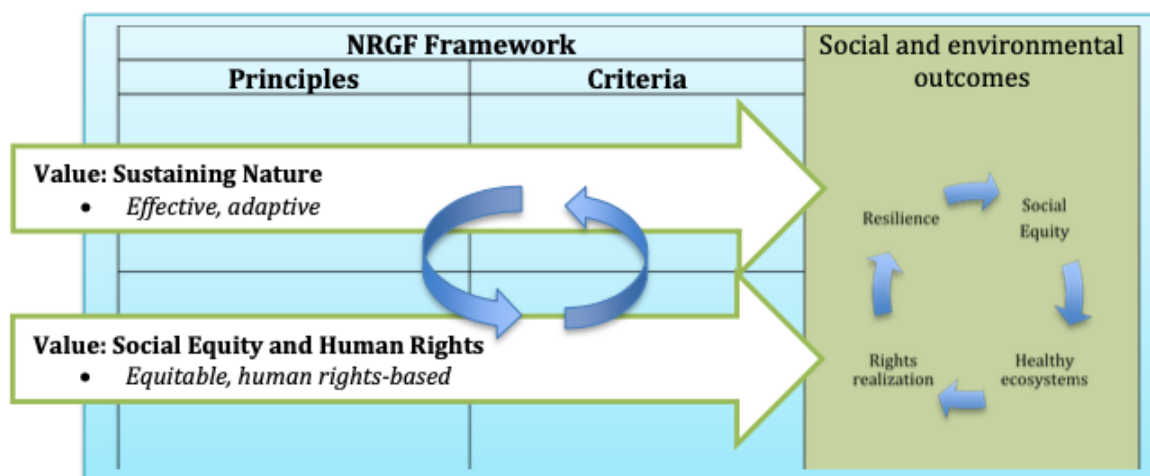 NRGF Framework
Principles
Criteria
Social and environmental
outcomes
Value: Sustaining Nature
• Effective, adaptive
Value: Social Equity and Human Rights
• Equitable, human rights-based
Resilience
Social
Equity
Rights
realization
Healthy
ecosystems